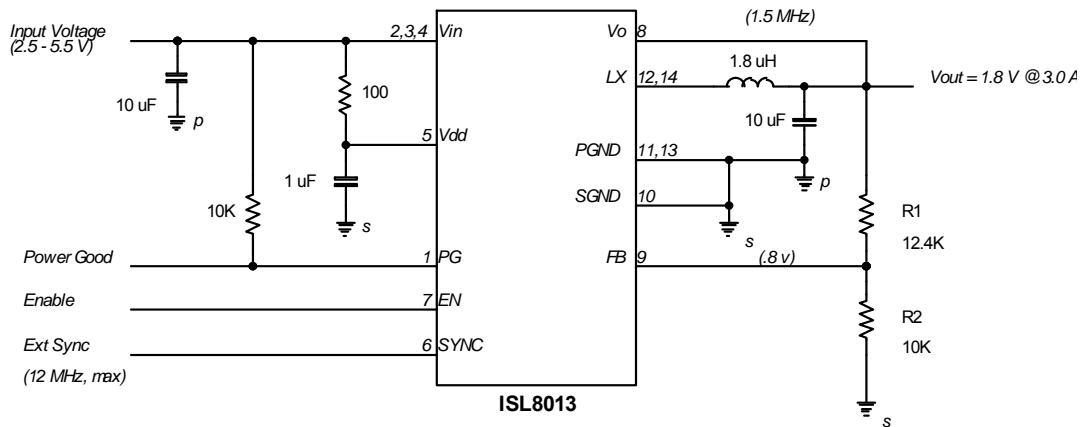 Input Voltage
(2.5 - 5.5 V)
2,3,4
Vin
Vo
8
(1.5 MHz)
1.8 uH
LX
12,14
Vout = 1.8 V @ 3.0 A
10 uF
p
100
10 uF
5
Vdd
PGND
11,13
p
1 uF
SGND
10
10K
s
s
R1
12.4K
Power Good
1
PG
FB
9
(.8 v)
Enable
7
EN
R2
10K
Ext Sync
6
SYNC
(12 MHz, max)
ISL8013
s